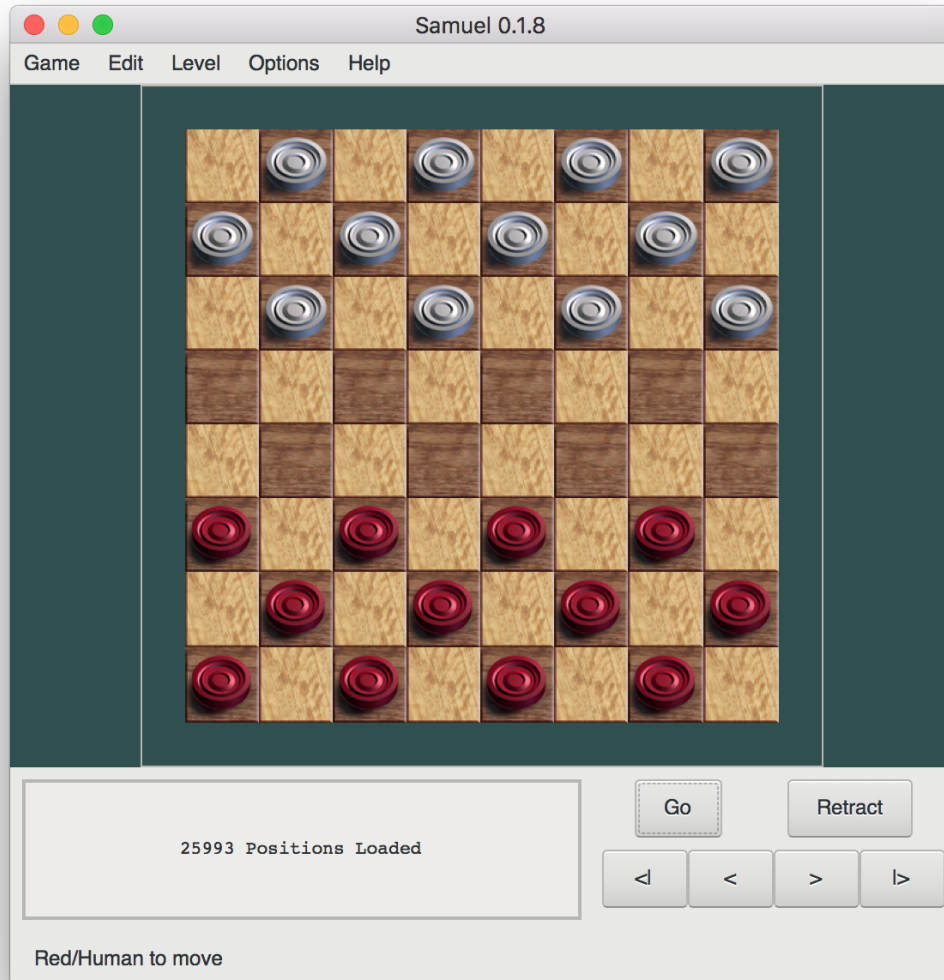 Samuel 0.1.8
Game Edit Level Options Help
25993 Positions Loaded
Go Retract
<| < > |>
Red/Human to move